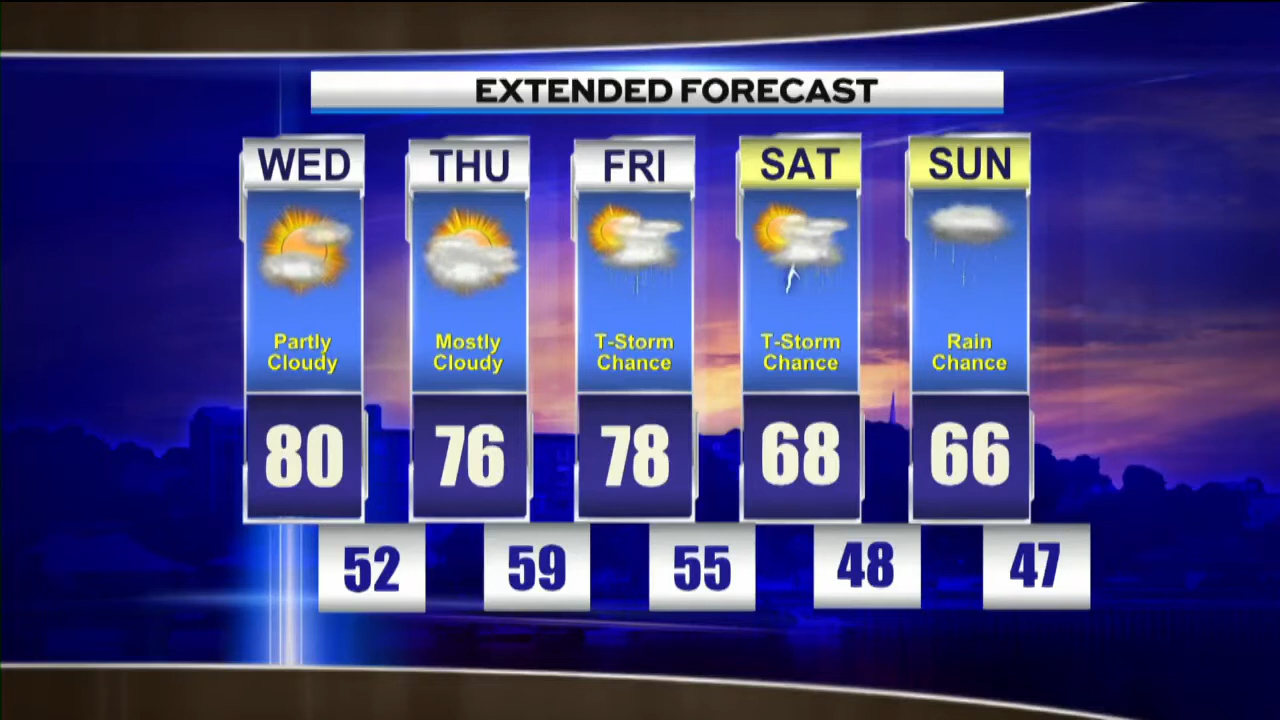 EXTENDED FORECAST
WED THU FRI SAT SUN
Partly Mostly T-Storm T-Storm Rain
Cloudy Cloudy Chance Chance Chance
80 76 78 68 66
52 59 55 48 47